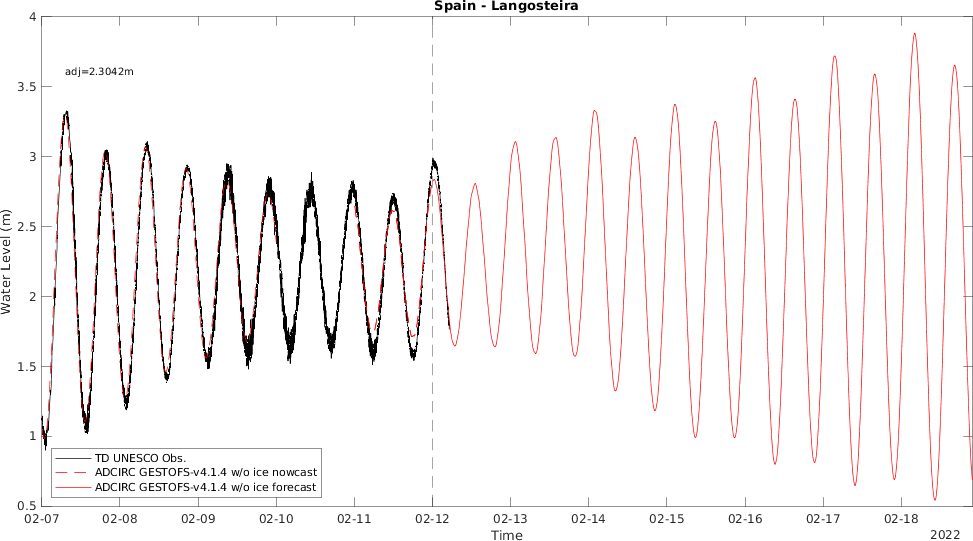 Spain - Langosteira
4
adj=2.3042m
3.5
3
2.5
2
1.5
1
0.5
Water Level (m)
TD UNESCO Obs.
ADCIRC GESTOFS-v4.1.4 w/o ice nowcast
ADCIRC GESTOFS-v4.1.4 w/o ice forecast
02-07 02-08 02-09 02-10 02-11 02-12 02-13 02-14 02-15 02-16 02-17 02-18
Time
2022